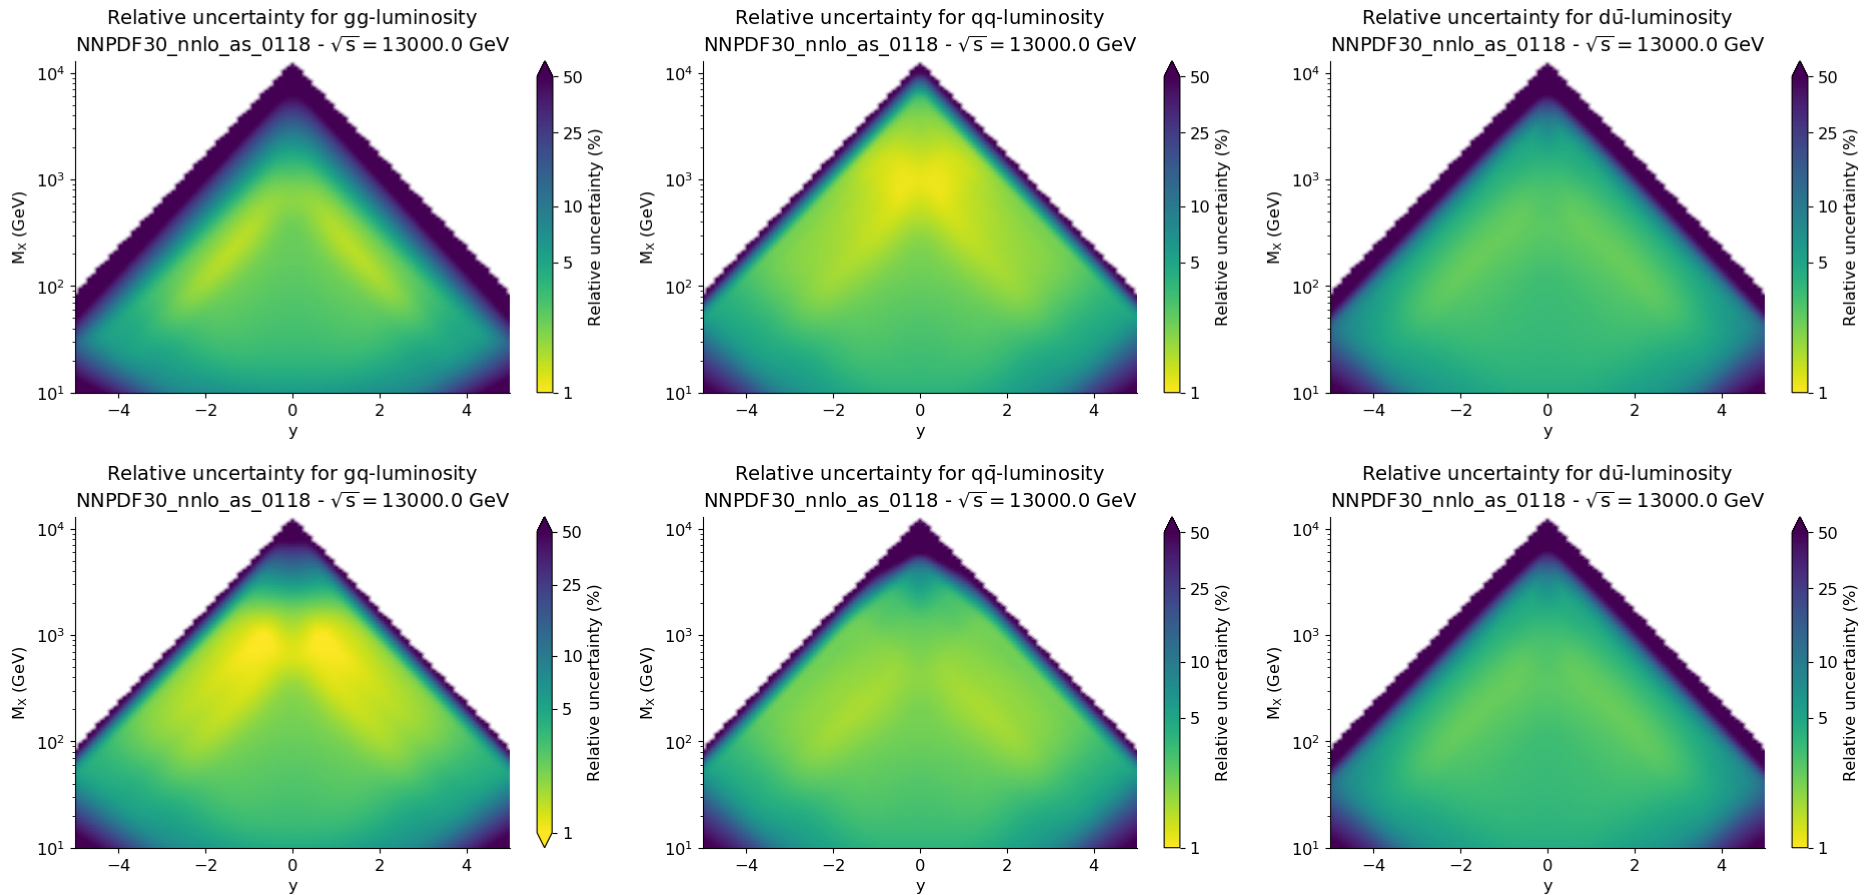 Relative uncertainty for gg-luminosity
NNPDF30_nnlo_as_0118 - √s = 13000.0 GeV
10⁴
10³
10²
10¹
M_X (GeV)
−4
−2
0
2
4
y
50
25
10
5
1
Relative uncertainty (%)
Relative uncertainty for qq-luminosity
NNPDF30_nnlo_as_0118 - √s = 13000.0 GeV
10⁴
10³
10²
10¹
M_X (GeV)
−4
−2
0
2
4
y
50
25
10
5
1
Relative uncertainty (%)
Relative uncertainty for dū-luminosity
NNPDF30_nnlo_as_0118 - √s = 13000.0 GeV
10⁴
10³
10²
10¹
M_X (GeV)
−4
−2
0
2
4
y
50
25
10
5
1
Relative uncertainty (%)
Relative uncertainty for gq-luminosity
NNPDF30_nnlo_as_0118 - √s = 13000.0 GeV
10⁴
10³
10²
10¹
M_X (GeV)
−4
−2
0
2
4
y
50
25
10
5
1
Relative uncertainty (%)
Relative uncertainty for qq̄-luminosity
NNPDF30_nnlo_as_0118 - √s = 13000.0 GeV
10⁴
10³
10²
10¹
M_X (GeV)
−4
−2
0
2
4
y
50
25
10
5
1
Relative uncertainty (%)
Relative uncertainty for dū-luminosity
NNPDF30_nnlo_as_0118 - √s = 13000.0 GeV
10⁴
10³
10²
10¹
M_X (GeV)
−4
−2
0
2
4
y
50
25
10
5
1
Relative uncertainty (%)